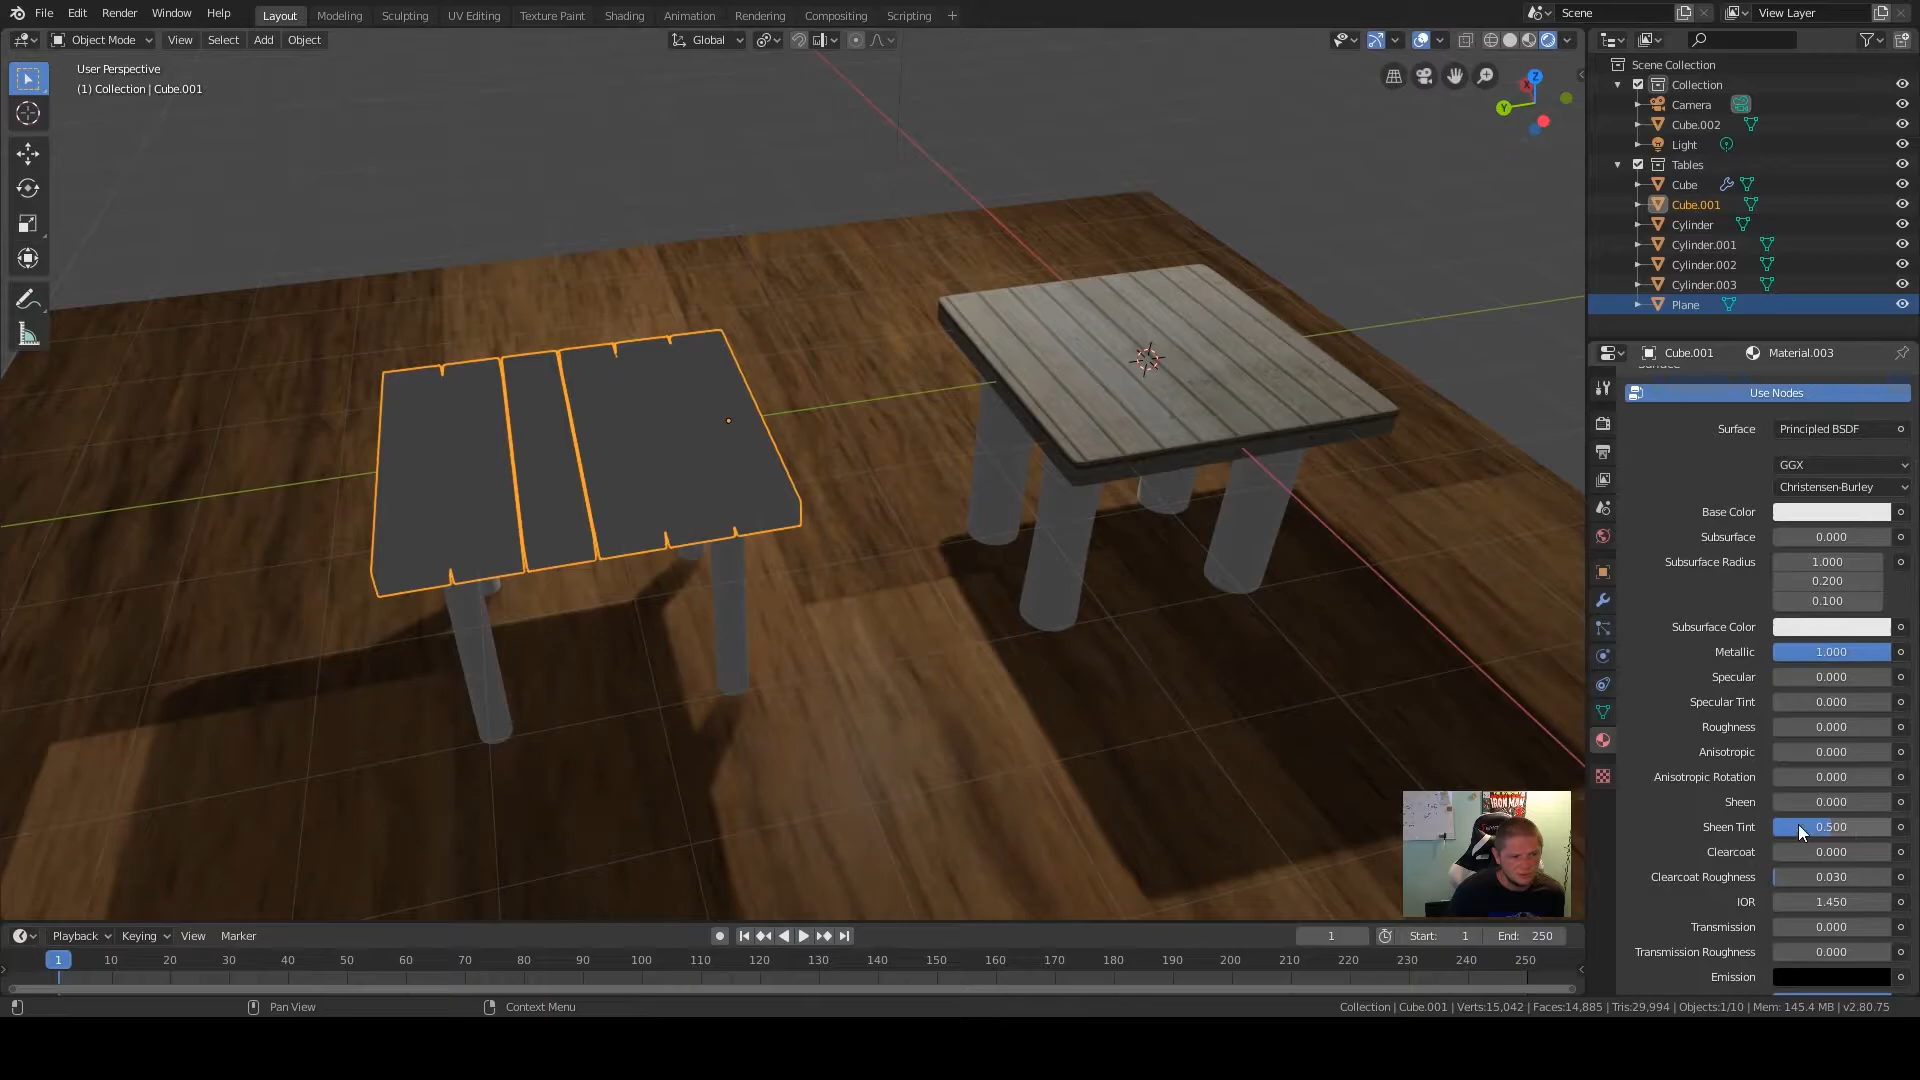 File Edit Render Window Help
Layout Modeling Sculpting UV Editing Texture Paint Shading Animation Rendering Compositing Scripting +
Scene
View Layer
Object Mode View Select Add Object
Global
User Perspective
(1) Collection | Cube.001
Z
Y
X
Scene Collection
Collection
Camera
Cube.002
Light
Tables
Cube
Cube.001
Cylinder
Cylinder.001
Cylinder.002
Cylinder.003
Plane
Cube.001 Material.003
Surface
Use Nodes
Surface Principled BSDF
GGX
Christensen-Burley
Base Color
Subsurface 0.000
Subsurface Radius 1.000
0.200
0.100
Subsurface Color
Metallic 1.000
Specular 0.000
Specular Tint 0.000
Roughness 0.000
Anisotropic 0.000
Anisotropic Rotation 0.000
Sheen 0.000
Sheen Tint 0.500
Clearcoat 0.000
Clearcoat Roughness 0.030
IOR 1.450
Transmission 0.000
Transmission Roughness 0.000
Emission
IRON MAN
Playback Keying View Marker
1 Start: 1 End: 250
1 10 20 30 40 50 60 70 80 90 100 110 120 130 140 150 160 170 180 190 200 210 220 230 240 250
Pan View
Context Menu
Collection | Cube.001 | Verts:15,042 | Faces:14,885 | Tris:29,994 | Objects:1/10 | Mem: 145.4 MB | v2.80.75